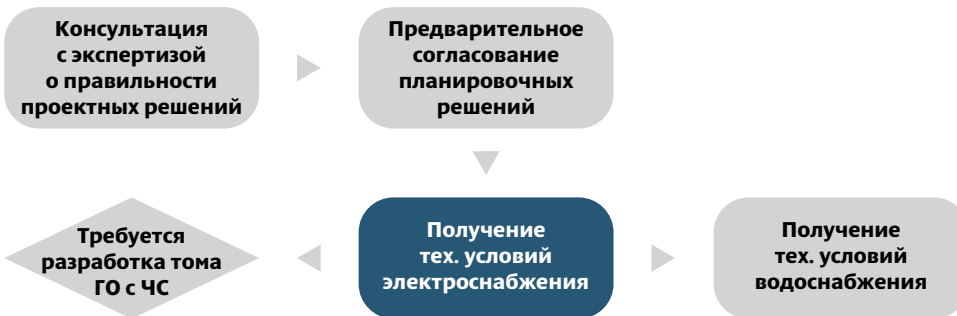 Консультация
с экспертизой
о правильности
проектных решений
Предварительное
согласование
планировочных
решений
Требуется
разработка тома
ГО с ЧС
Получение
тех. условий
электроснабжения
Получение
тех. условий
водоснабжения